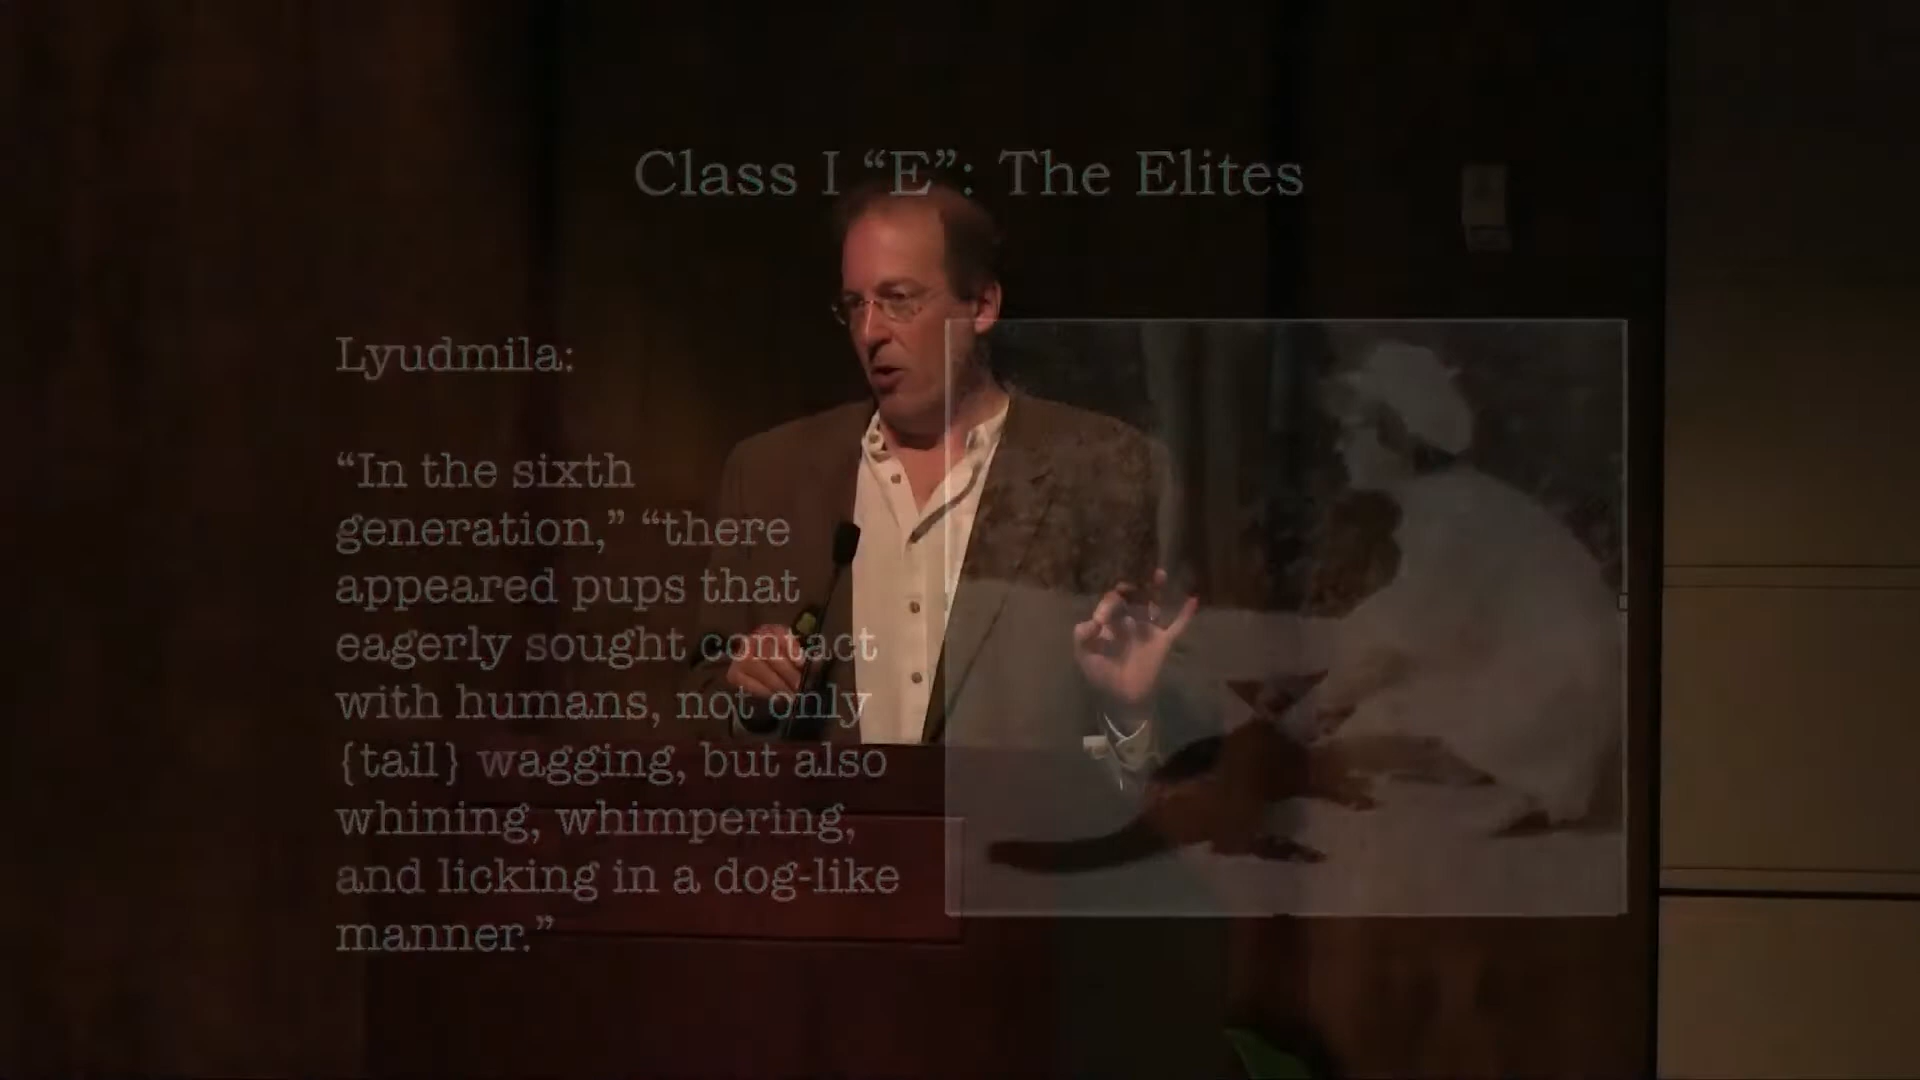 Class I “E”: The Elites
Lyudmila:
“In the sixth
generation,” “there
appeared pups that
eagerly sought contact
with humans, not only
{tail} wagging, but also
whining, whimpering,
and licking in a dog-like
manner.”